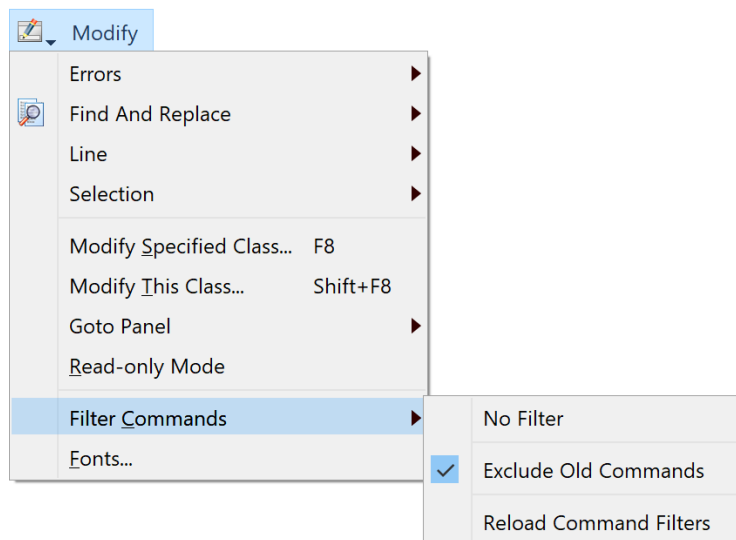 Modify
Errors
Find And Replace
Line
Selection
Modify Specified Class... F8
Modify This Class... Shift+F8
Goto Panel
Read-only Mode
Filter Commands
No Filter
Fonts...
Exclude Old Commands
Reload Command Filters